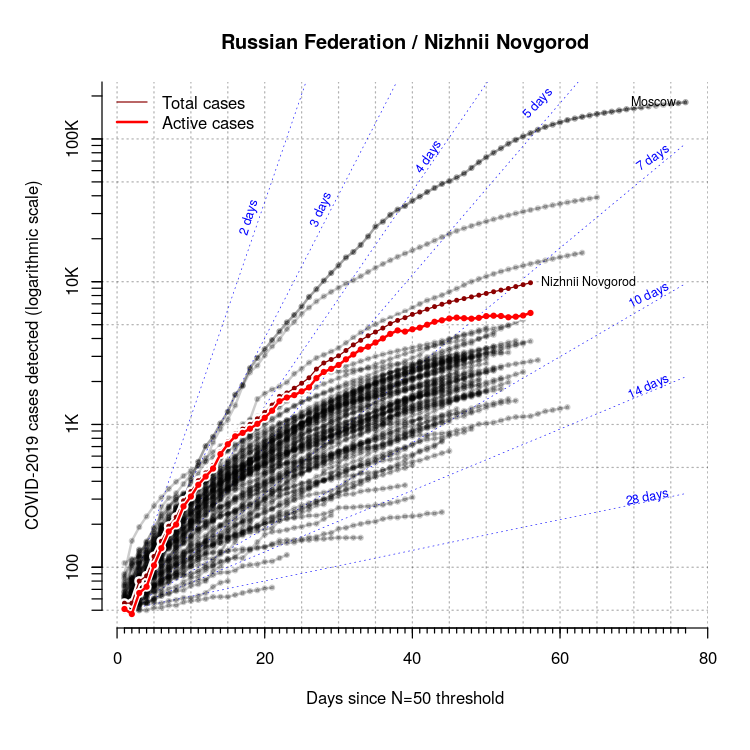 Russian Federation / Nizhnii Novgorod
Total cases
Active cases
Moscow
Nizhnii Novgorod
2 days
3 days
4 days
5 days
7 days
10 days
14 days
28 days
COVID-2019 cases detected (logarithmic scale)
100K
10K
1K
100
0
20
40
60
80
Days since N=50 threshold